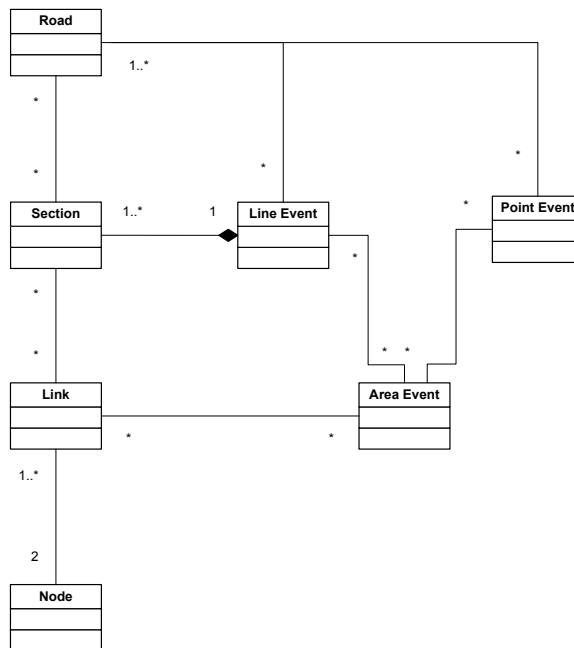 Road
1..*
*
*
*
*
Section
1..*
1
Line Event
*
Point Event
*
*
*
*
*
Link
Area Event
*
*
1..*
2
Node